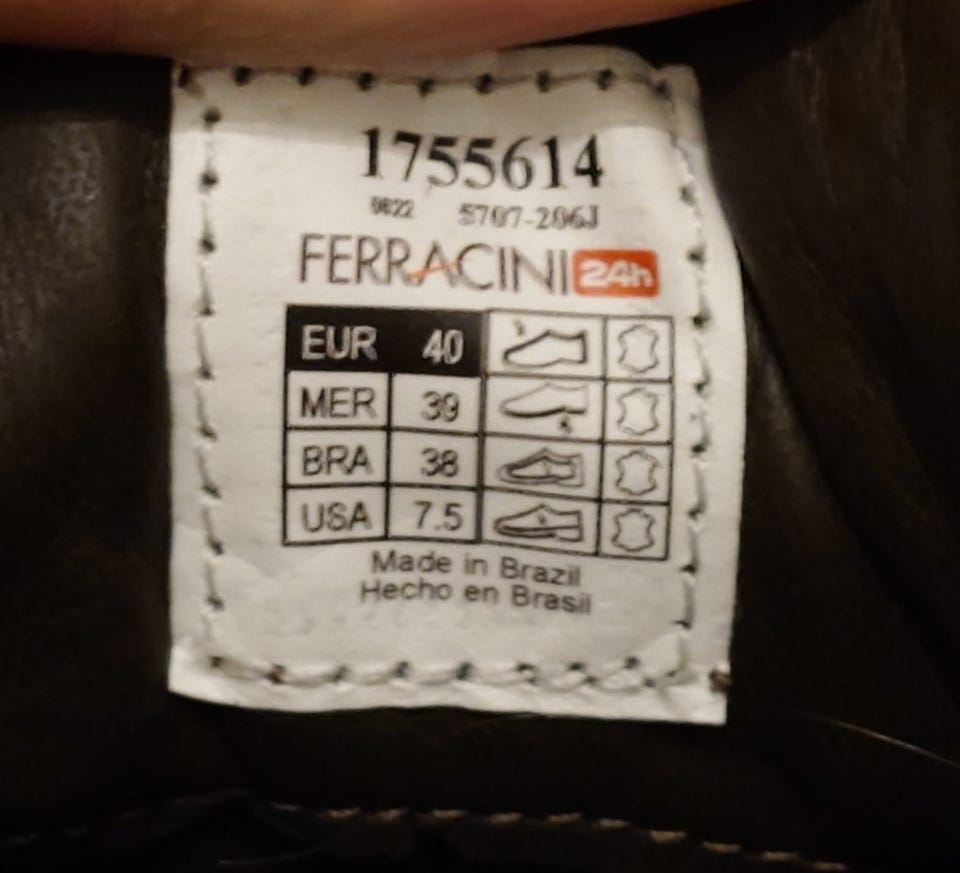 1755614
0822 5707-206J
FERRACINI 24h
EUR 40
MER 39
BRA 38
USA 7.5
Made in Brazil
Hecho en Brasil